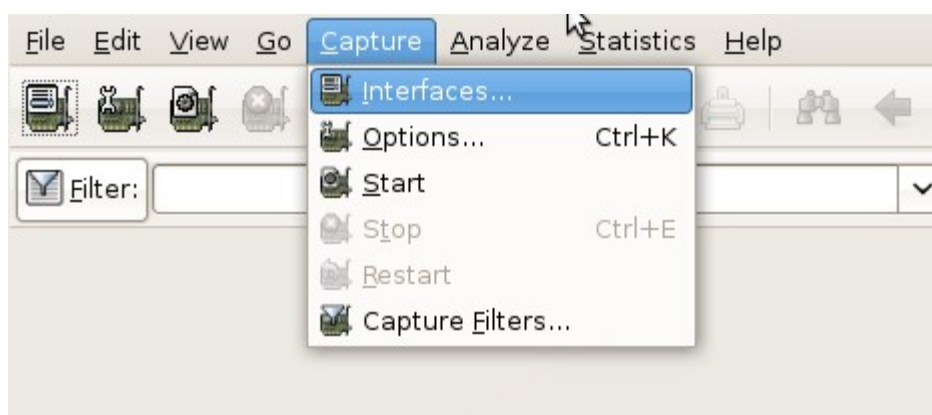 File Edit View Go Capture Analyze Statistics Help
Interfaces...
Options... Ctrl+K
Start
Filter:
Stop Ctrl+E
Restart
Capture Filters...